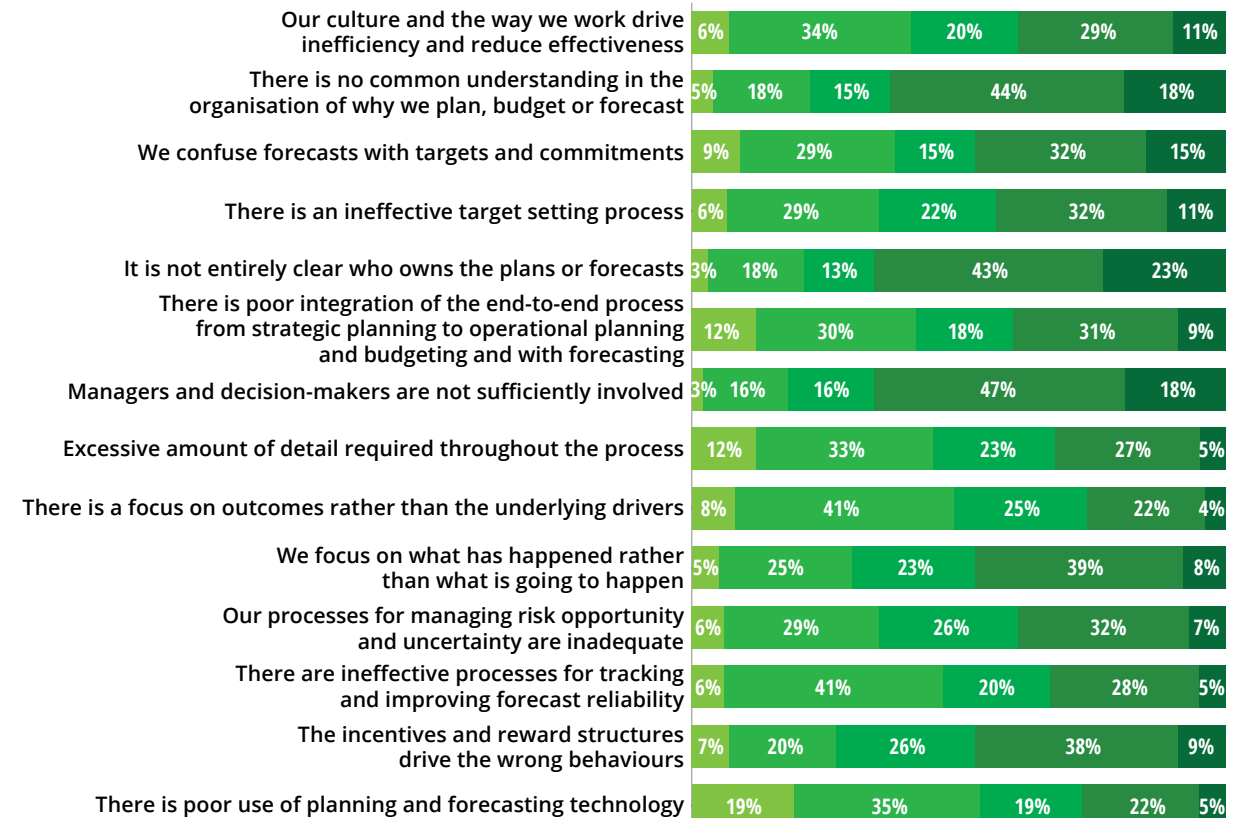 Our culture and the way we work drive
inefficiency and reduce effectiveness
6% 34% 20% 29% 11%
There is no common understanding in the
organisation of why we plan, budget or forecast
5% 18% 15% 44% 18%
We confuse forecasts with targets and commitments
9% 29% 15% 32% 15%
There is an ineffective target setting process
6% 29% 22% 32% 11%
It is not entirely clear who owns the plans or forecasts
3% 18% 13% 43% 23%
There is poor integration of the end-to-end process
from strategic planning to operational planning
and budgeting and with forecasting
12% 30% 18% 31% 9%
Managers and decision-makers are not sufficiently involved
3% 16% 16% 47% 18%
Excessive amount of detail required throughout the process
12% 33% 23% 27% 5%
There is a focus on outcomes rather than the underlying drivers
8% 41% 25% 22% 4%
We focus on what has happened rather
than what is going to happen
5% 25% 23% 39% 8%
Our processes for managing risk opportunity
and uncertainty are inadequate
6% 29% 26% 32% 7%
There are ineffective processes for tracking
and improving forecast reliability
6% 41% 20% 28% 5%
The incentives and reward structures
drive the wrong behaviours
7% 20% 26% 38% 9%
There is poor use of planning and forecasting technology
19% 35% 19% 22% 5%